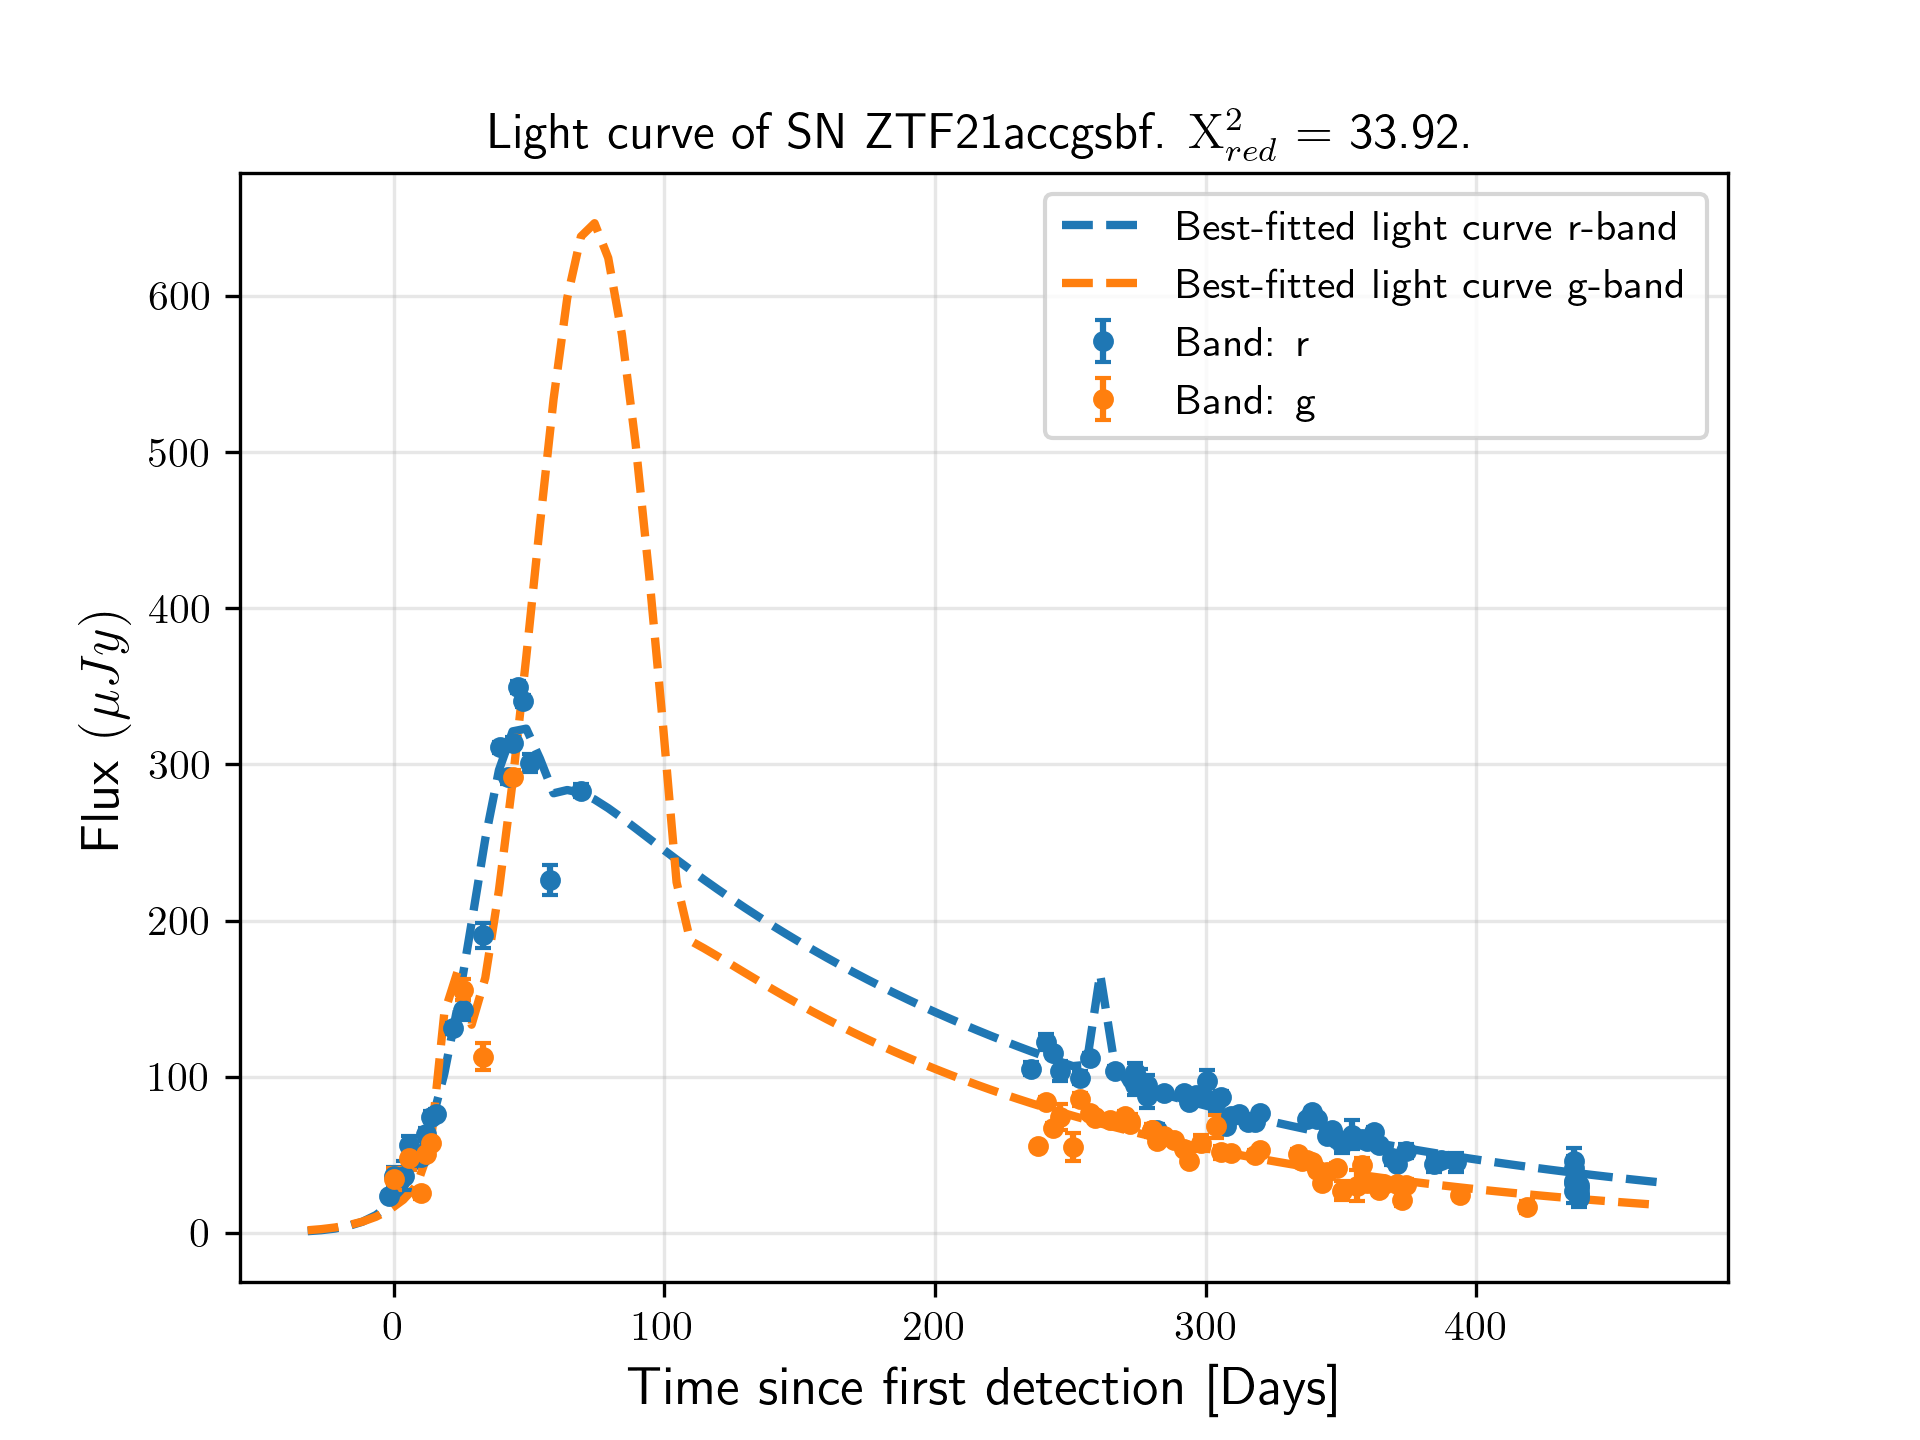 Light curve of SN ZTF21accgsbf. X²_red = 33.92.
Best-fitted light curve r-band
Best-fitted light curve g-band
Band: r
Band: g
600
500
400
300
200
100
0
Flux (μJy)
0 100 200 300 400
Time since first detection [Days]